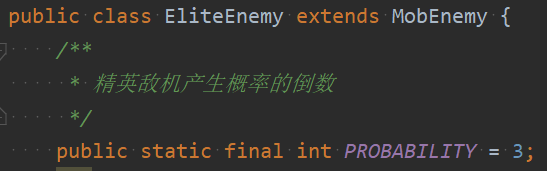 public class EliteEnemy extends MobEnemy {
/**
* 精英敌机产生概率的倒数
*/
public static final int PROBABILITY = 3;